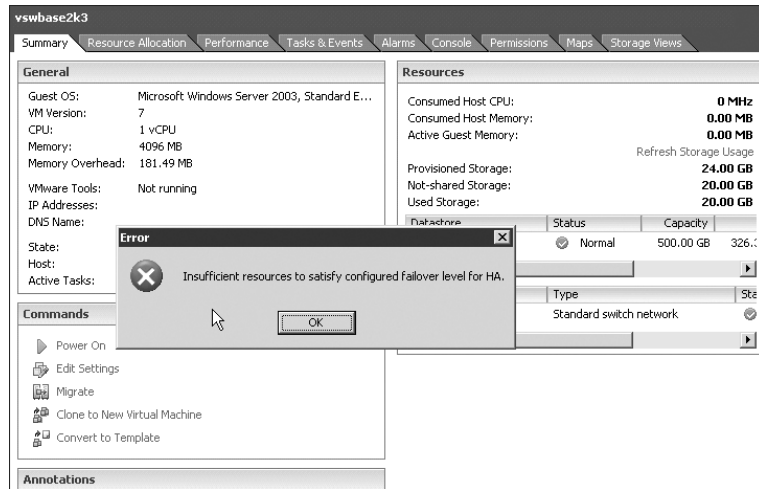 vswbase2k3
Summary Resource Allocation Performance Tasks & Events Alarms Console Permissions Maps Storage Views
General
Guest OS: Microsoft Windows Server 2003, Standard E...
VM Version: 7
CPU: 1 vCPU
Memory: 4096 MB
Memory Overhead: 181.49 MB
VMware Tools: Not running
IP Addresses:
DNS Name:
State:
Host:
Active Tasks:
Commands
Power On
Edit Settings
Migrate
Clone to New Virtual Machine
Convert to Template
Annotations
Resources
Consumed Host CPU: 0 MHz
Consumed Host Memory: 0.00 MB
Active Guest Memory: 0.00 MB
Refresh Storage Usage
Provisioned Storage: 24.00 GB
Not-shared Storage: 20.00 GB
Used Storage: 20.00 GB
Datastore Status Capacity
Normal 500.00 GB
Type
Standard switch network
Error
Insufficient resources to satisfy configured failover level for HA.
OK